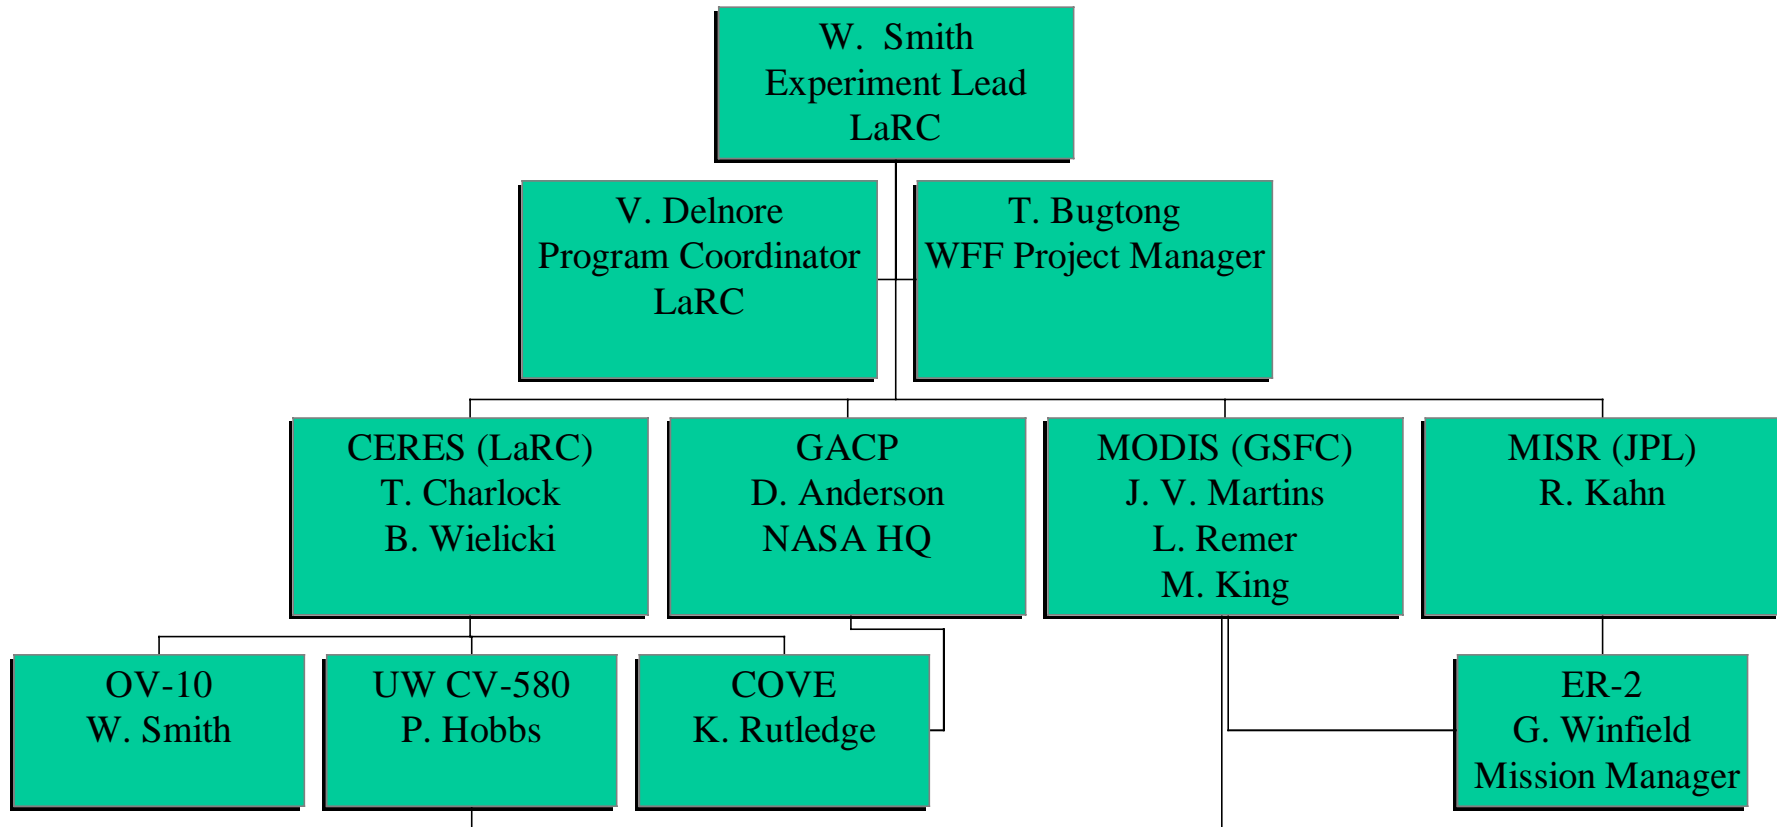 W. Smith
Experiment Lead
LaRC
V. Delnore
Program Coordinator
LaRC
T. Bugtong
WFF Project Manager
CERES (LaRC)
T. Charlock
B. Wielicki
GACP
D. Anderson
NASA HQ
MODIS (GSFC)
J. V. Martins
L. Remer
M. King
MISR (JPL)
R. Kahn
OV-10
W. Smith
UW CV-580
P. Hobbs
COVE
K. Rutledge
ER-2
G. Winfield
Mission Manager